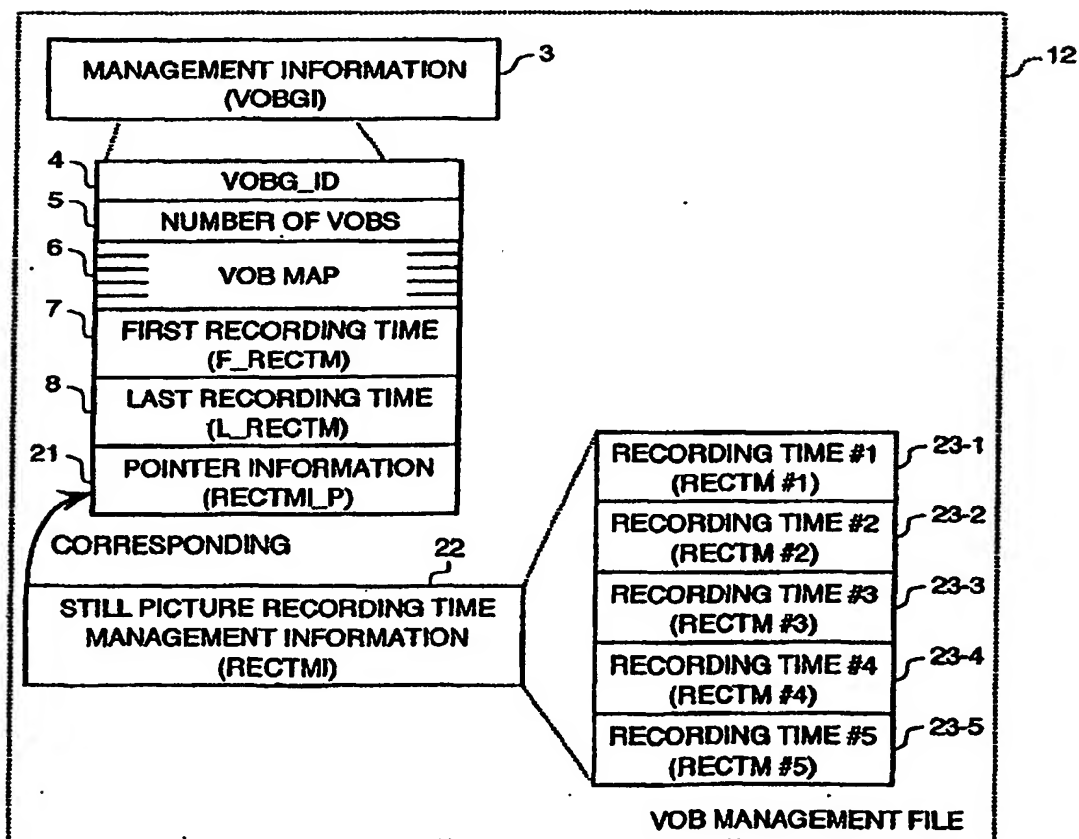 MANAGEMENT INFORMATION
(VOBGI)
3
12
4
VOBG_ID
5
NUMBER OF VOBS
6
VOB MAP
7
FIRST RECORDING TIME
(F_RECTM)
8
LAST RECORDING TIME
(L_RECTM)
21
POINTER INFORMATION
(RECTMI_P)
CORRESPONDING
22
STILL PICTURE RECORDING TIME
MANAGEMENT INFORMATION
(RECTMI)
RECORDING TIME #1
(RECTM #1)
23-1
RECORDING TIME #2
(RECTM #2)
23-2
RECORDING TIME #3
(RECTM #3)
23-3
RECORDING TIME #4
(RECTM #4)
23-4
RECORDING TIME #5
(RECTM #5)
23-5
VOB MANAGEMENT FILE